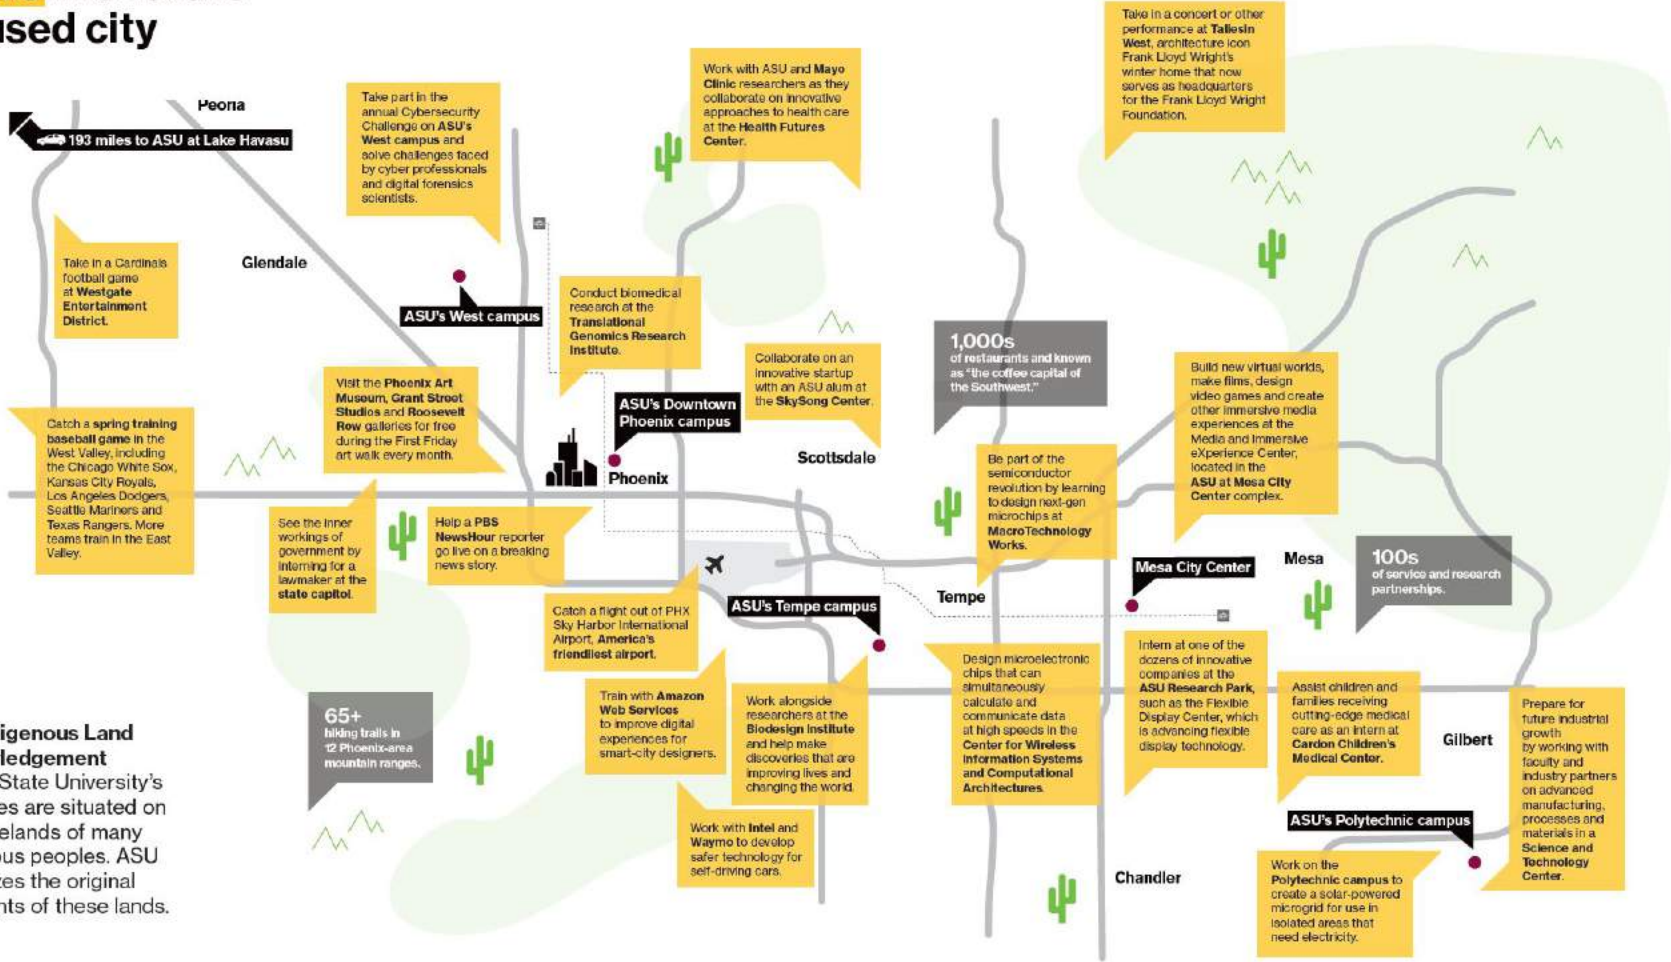 used city
Peoria
193 miles to ASU at Lake Havasu
Take part in the
annual Cybersecurity
Challenge on ASU's
West campus and
solve challenges faced
by cyber professionals
and digital forensics
scientists.
Work with ASU and Mayo
Clinic researchers as they
collaborate on innovative
approaches to health care
at the Health Futures
Center.
Take in a concert or other
performance at Taliesin
West, architecture icon
Frank Lloyd Wright's
winter home that now
serves as headquarters
for the Frank Lloyd Wright
Foundation.
Take in a Cardinals
football game
at Westgate
Entertainment
District.
Glendale
ASU's West campus
Conduct biomedical
research at the
Translational
Genomics Research
Institute.
Collaborate on an
innovative startup
with an ASU alum at
the SkySong Center.
1,000s
of restaurants and known
as "the coffee capital of
the Southwest."
Build new virtual worlds,
make films, design
video games and create
other immersive media
experiences at the
Media and Immersive
eXperience Center,
located in the
ASU at Mesa City
Center complex.
Visit the Phoenix Art
Museum, Grant Street
Studios and Roosevelt
Row galleries for free
during the First Friday
art walk every month.
ASU's Downtown
Phoenix campus
Phoenix
Scottsdale
Catch a spring training
baseball game in the
West Valley, including
the Chicago White Sox,
Kansas City Royals,
Los Angeles Dodgers,
Seattle Mariners and
Texas Rangers. More
teams train in the East
Valley.
Be part of the
semiconductor
revolution by learning
to design next-gen
microchips at
MacroTechnology
Works.
See the inner
workings of
government by
interning for a
lawmaker at the
state capitol.
Help a PBS
NewsHour reporter
go live on a breaking
news story.
Mesa City Center
Mesa
100s
of service and research
partnerships.
Catch a flight out of PHX
Sky Harbor International
Airport, America's
friendliest airport.
ASU's Tempe campus
Tempe
Train with Amazon
Web Services
to improve digital
experiences for
smart-city designers.
Work alongside
researchers at the
Biodesign Institute
and help make
discoveries that are
improving lives and
changing the world.
Design microelectronic
chips that can
simultaneously
calculate and
communicate data
at high speeds in the
Center for Wireless
Information Systems
and Computational
Architectures.
Intern at one of the
dozens of innovative
companies at the
ASU Research Park,
such as the Flexible
Display Center, which
is advancing flexible
display technology.
Assist children and
families receiving
cutting-edge medical
care as an intern at
Cardon Children's
Medical Center.
Gilbert
Prepare for
future industrial
growth
by working with
faculty and
industry partners
on advanced
manufacturing,
processes and
materials in a
Science and
Technology
Center.
65+
hiking trails in
12 Phoenix-area
mountain ranges.
igenous Land
ledgement
State University's
es are situated on
elands of many
ous peoples. ASU
zes the original
nts of these lands.
Work with Intel and
Waymo to develop
safer technology for
self-driving cars.
ASU's Polytechnic campus
Chandler
Work on the
Polytechnic campus to
create a solar-powered
microgrid for use in
isolated areas that
need electricity.